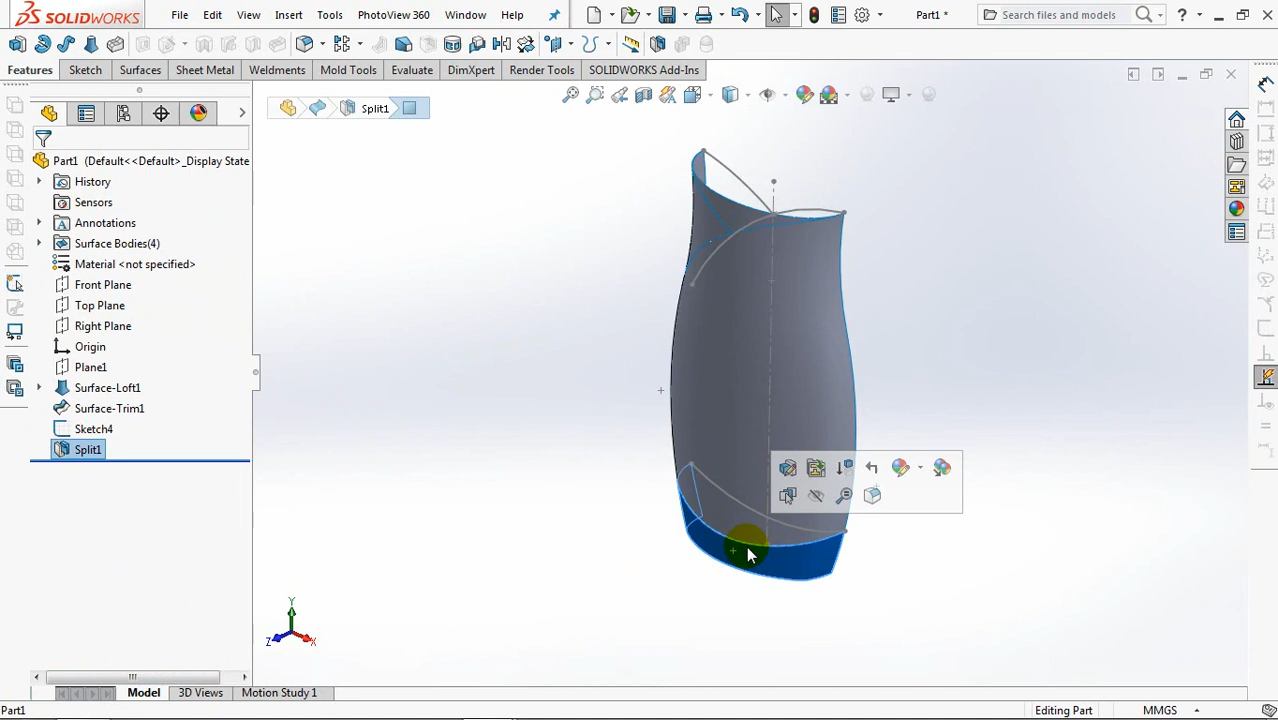 SOLIDWORKS File Edit View Insert Tools PhotoView 360 Window Help Part1 * Search files and models ?
Features Sketch Surfaces Sheet Metal Weldments Mold Tools Evaluate DimXpert Render Tools SOLIDWORKS Add-Ins
Split1
Part1 (Default<<Default>_Display State
History
Sensors
Annotations
Surface Bodies(4)
Material <not specified>
Front Plane
Top Plane
Right Plane
Origin
Plane1
Surface-Loft1
Surface-Trim1
Sketch4
Split1
Y
Z
X
Model 3D Views Motion Study 1
Part1 Editing Part MMGS